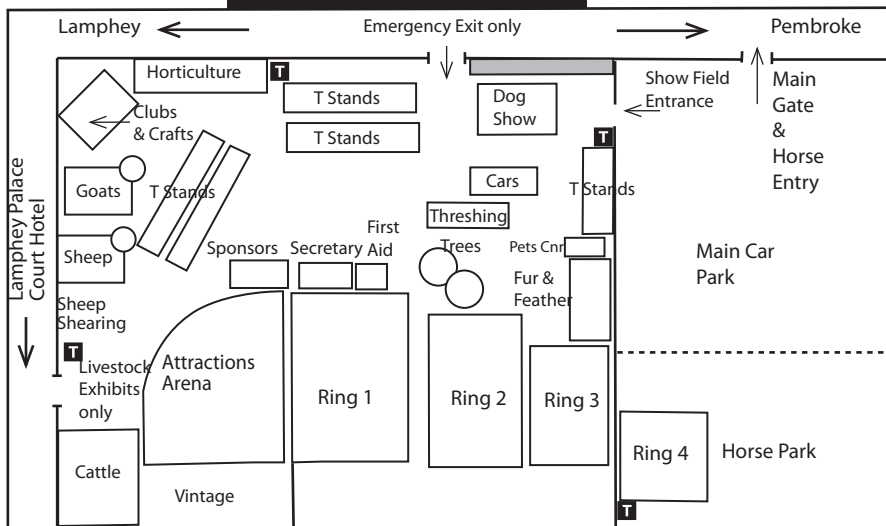 Lamphey
Emergency Exit only
Pembroke
Horticulture
T
Clubs
& Crafts
T Stands
T Stands
Dog
Show
Show Field
Entrance
Main
Gate
&
Horse
Entry
T
Goats
T Stands
Cars
T Stands
Threshing
Lamphey Palace
Court Hotel
Sheep
Sponsors
Secretary
First
Aid
Trees
Pets Cnr
Fur &
Feather
Main Car
Park
Sheep
Shearing
T
Livestock
Exhibits
only
Attractions
Arena
Ring 1
Ring 2
Ring 3
Ring 4
Horse Park
Cattle
Vintage
T